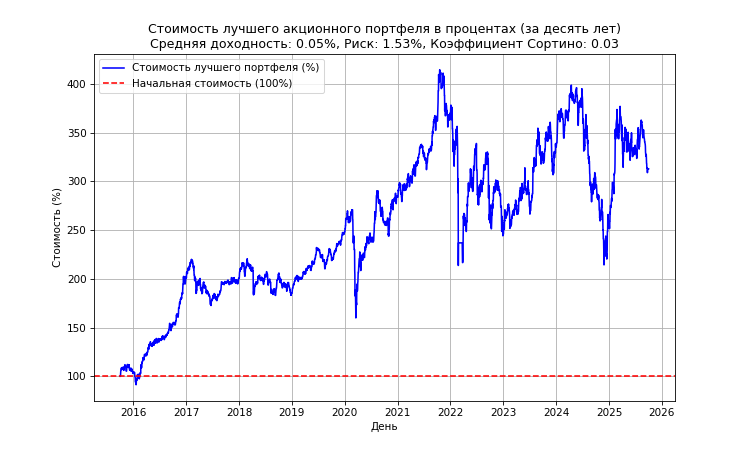 Стоимость лучшего акционного портфеля в процентах (за десять лет)
Средняя доходность: 0.05%, Риск: 1.53%, Коэффициент Сортино: 0.03
Стоимость лучшего портфеля (%)
Начальная стоимость (100%)
Стоимость (%)
400
350
300
250
200
150
100
2016 2017 2018 2019 2020 2021 2022 2023 2024 2025 2026
День